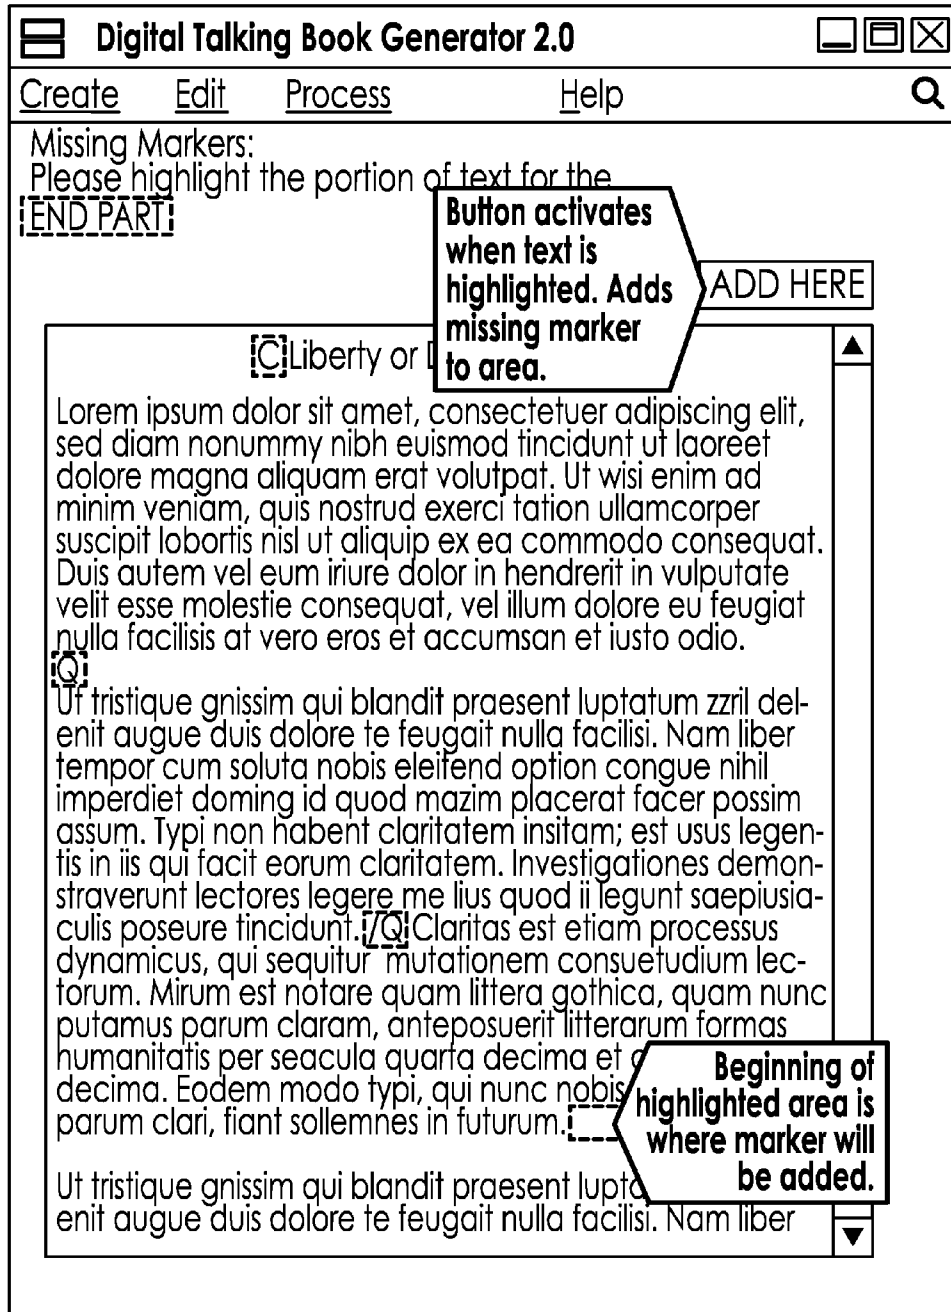 Digital Talking Book Generator 2.0
Create Edit Process Help
Missing Markers:
Please highlight the portion of text for the
END PART
Button activates
when text is
highlighted. Adds
missing marker
to area.
ADD HERE
C Liberty or
Lorem ipsum dolor sit amet, consectetuer adipiscing elit,
sed diam nonummy nibh euismod tincidunt ut laoreet
dolore magna aliquam erat volutpat. Ut wisi enim ad
minim veniam, quis nostrud exerci tation ullamcorper
suscipit lobortis nisl ut aliquip ex ea commodo consequat.
Duis autem vel eum iriure dolor in hendrerit in vulputate
velit esse molestie consequat, vel illum dolore eu feugiat
nulla facilisis at vero eros et accumsan et iusto odio.
Q
Ut tristique gnissim qui blandit praesent luptatum zzril del-
enit augue duis dolore te feugait nulla facilisi. Nam liber
tempor cum soluta nobis eleifend option congue nihil
imperdiet doming id quod mazim placerat facer possim
assum. Typi non habent claritatem insitam; est usus legen-
tis in iis qui facit eorum claritatem. Investigationes demon-
straverunt lectores legere me lius quod ii legunt saepiusia-
culis poseure tincidunt. /Q Claritas est etiam processus
dynamicus, qui sequitur mutationem consuetudium lec-
torum. Mirum est notare quam littera gothica, quam nunc
putamus parum claram, anteposuerit litterarum formas
humanitatis per seacula quarta decima et
decima. Eodem modo typi, qui nunc nobis
parum clari, fiant sollemnes in futurum.
Beginning of
highlighted area is
where marker will
be added.
Ut tristique gnissim qui blandit praesent
enit augue duis dolore te feugait nulla facilisi. Nam liber